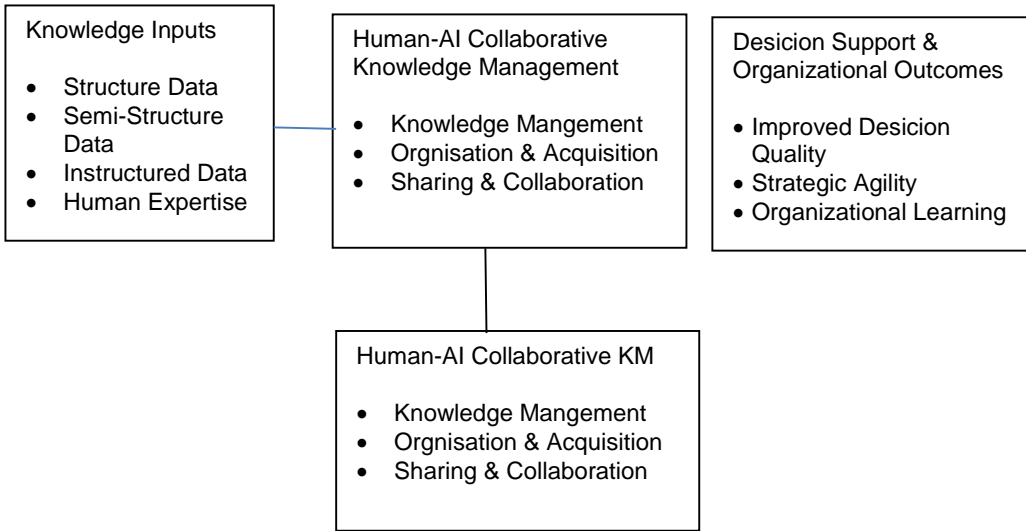 Knowledge Inputs
• Structure Data
• Semi-Structure
Data
• Instructured Data
• Human Expertise
Human-AI Collaborative
Knowledge Management
• Knowledge Mangement
• Orgnisation & Acquisition
• Sharing & Collaboration
Desicion Support &
Organizational Outcomes
• Improved Desicion
Quality
• Strategic Agility
• Organizational Learning
Human-AI Collaborative KM
• Knowledge Mangement
• Orgnisation & Acquisition
• Sharing & Collaboration